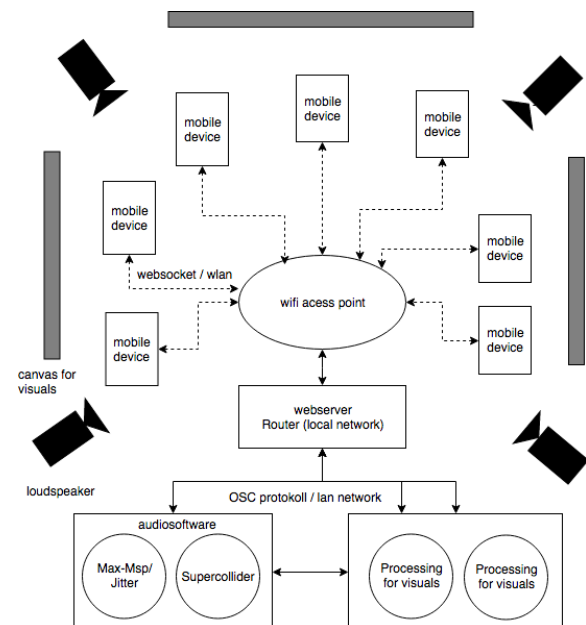 mobile
device
mobile
device
mobile
device
mobile
device
mobile
device
websocket / wlan
wifi acess point
mobile
device
mobile
device
canvas for
visuals
webserver
Router (local network)
loudspeaker
OSC protokoll / lan network
audiosoftware
Max-Msp/
Jitter
Supercollider
Processing
for visuals
Processing
for visuals